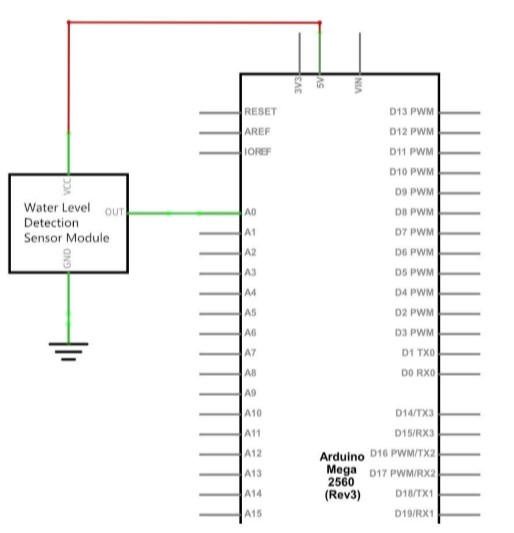 3V3
5V
VIN
RESET
D13 PWM
AREF
D12 PWM
IOREF
D11 PWM
D10 PWM
D9 PWM
VCC
Water Level
Detection
Sensor Module
OUT
GND
A0
D8 PWM
A1
D7 PWM
A2
D6 PWM
A3
D5 PWM
A4
D4 PWM
A5
D2 PWM
A6
D3 PWM
A7
D1 TX0
A8
D0 RX0
A9
A10
D14/TX3
A11
D15/RX3
A12
D16 PWM/TX2
A13
D17 PWM/RX2
A14
D18/TX1
A15
D19/RX1
Arduino
Mega
2560
(Rev3)